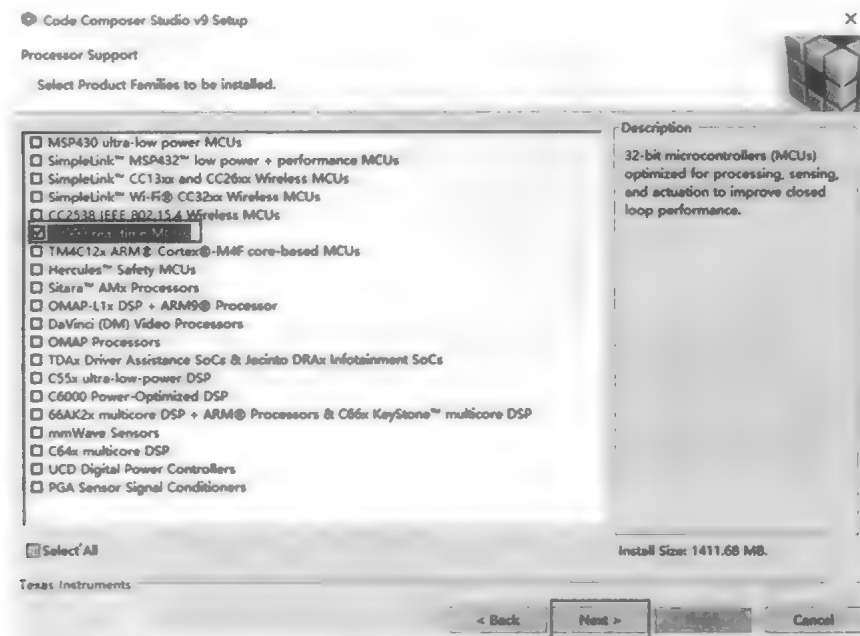 Code Composer Studio v9 Setup
Processor Support
Select Product Families to be installed.
MSP430 ultra-low power MCUs
SimpleLink™ MSP432™ low power + performance MCUs
SimpleLink™ CC13xx and CC26xx Wireless MCUs
SimpleLink™ Wi-Fi® CC32xx Wireless MCUs
CC2538 IEEE 802.15.4 Wireless MCUs
real-time MCUs
TM4C12x ARM® Cortex®-M4F core-based MCUs
Hercules™ Safety MCUs
Sitara™ AMx Processors
OMAP-L1x DSP + ARM9® Processor
DaVinci (DM) Video Processors
OMAP Processors
TDAx Driver Assistance SoCs & Jacinto DRAx Infotainment SoCs
C55x ultra-low-power DSP
C6000 Power-Optimized DSP
66AK2x multicore DSP + ARM® Processors & C66x KeyStone™ multicore DSP
mmWave Sensors
C64x multicore DSP
UCD Digital Power Controllers
PGA Sensor Signal Conditioners
Select All
Description
32-bit microcontrollers (MCUs)
optimized for processing, sensing,
and actuation to improve closed
loop performance.
Install Size: 1411.68 MB.
Texas Instruments
< Back
Next >
Cancel